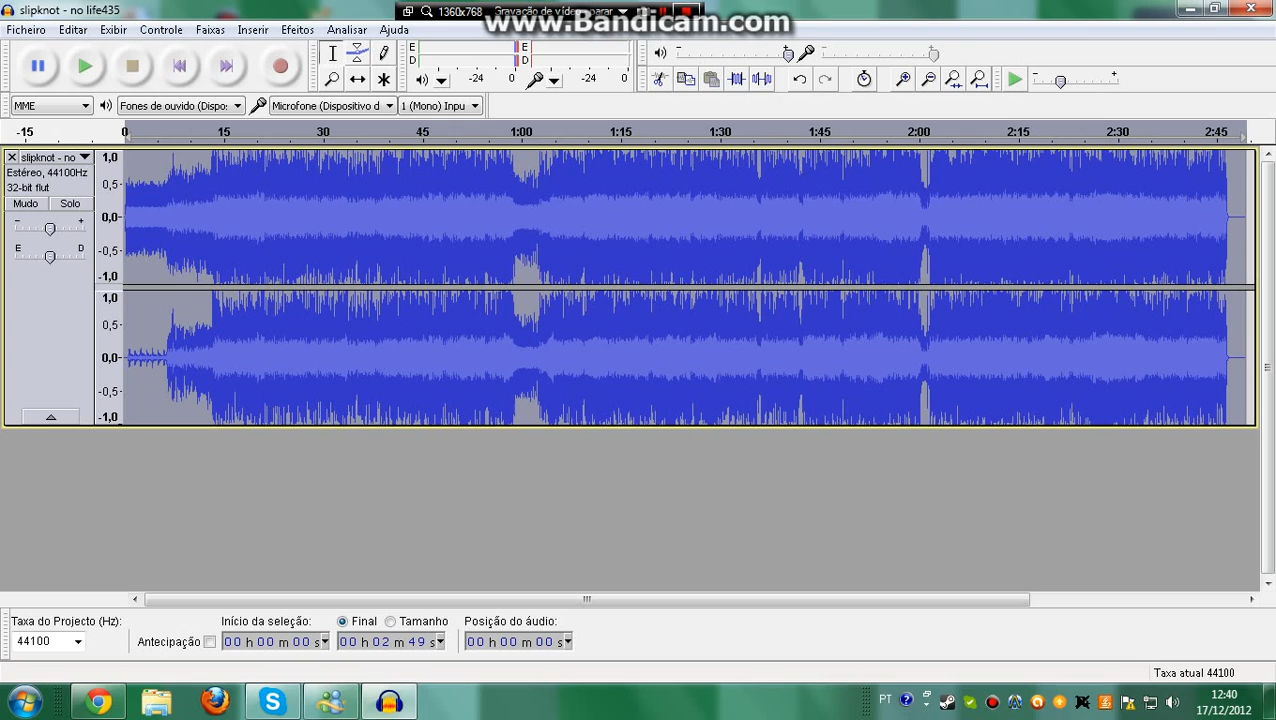 slipknot - no life435
1360x768 Gravação de vídeo parar
www.Bandicam.com
Ficheiro Editar Exibir Controle Faixas Inserir Efeitos Analisar Ajuda
E E
D D
-24 0 -24 0
MME Fones de ouvido (Dispo: Microfone (Dispositivo d 1 (Mono) Inpu
-15 0 15 30 45 1:00 1:15 1:30 1:45 2:00 2:15 2:30 2:45
slipknot - no
Estéreo, 44100Hz
32-bit flut
Mudo Solo
- +
E D
1,0
0,5
0,0
-0,5
-1,0
1,0
0,5
0,0
-0,5
-1,0
Taxa do Projecto (Hz): Início da seleção: Final Tamanho Posição do áudio:
44100 Antecipação 00 h 00 m 00 s 00 h 02 m 49 s 00 h 00 m 00 s
Taxa atual 44100
PT 12:40
17/12/2012